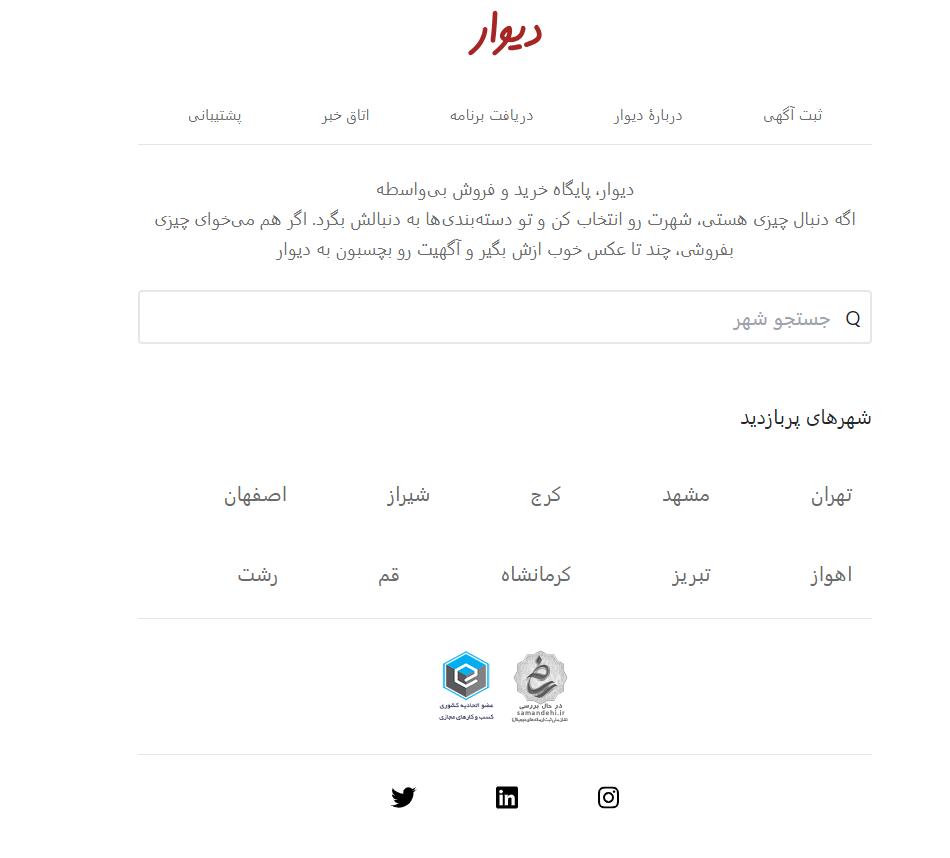 دیوار
ثبت آگهی دربارهٔ دیوار دریافت برنامه اتاق خبر پشتیبانی
دیوار، پایگاه خرید و فروش بی‌واسطه
اگه دنبال چیزی هستی، شهرت رو انتخاب کن و تو دسته‌بندی‌ها به دنبالش بگرد. اگر هم می‌خوای چیزی
بفروشی، چند تا عکس خوب ازش بگیر و آگهیت رو بچسبون به دیوار
جستجو شهر
شهرهای پربازدید
تهران مشهد کرج شیراز اصفهان
اهواز تبریز کرمانشاه قم رشت
در حال بررسی
samandehi.ir
عضو اتحادیه کشوری
کسب و کارهای مجازی
in